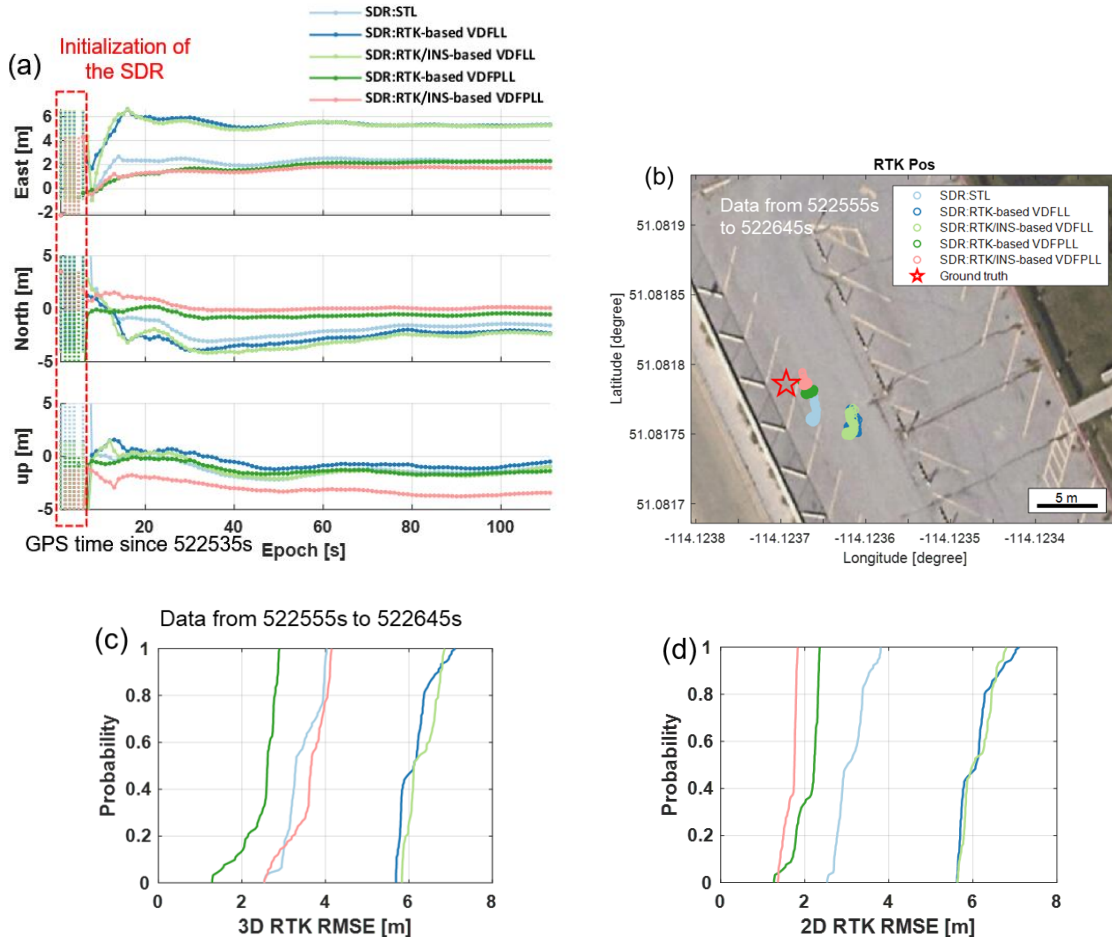 SDR:STL
SDR:RTK-based VDFLL
SDR:RTK/INS-based VDFLL
SDR:RTK-based VDFPLL
SDR:RTK/INS-based VDFPLL
Initialization of
the SDR
(a)
East [m]
6
4
2
0
-2
North [m]
5
0
-5
up [m]
5
0
-5
20
40
60
80
100
GPS time since 522535s
Epoch [s]
(b)
RTK Pos
Data from 522555s
to 522645s
SDR:STL
SDR:RTK-based VDFLL
SDR:RTK/INS-based VDFLL
SDR:RTK-based VDFPLL
SDR:RTK/INS-based VDFPLL
Ground truth
Latitude [degree]
51.0819
51.08185
51.0818
51.08175
51.0817
5 m
-114.1238
-114.1237
-114.1236
-114.1235
-114.1234
Longitude [degree]
Data from 522555s to 522645s
(c)
Probability
1
0.8
0.6
0.4
0.2
0
0
2
4
6
8
3D RTK RMSE [m]
(d)
Probability
1
0.8
0.6
0.4
0.2
0
0
2
4
6
8
2D RTK RMSE [m]